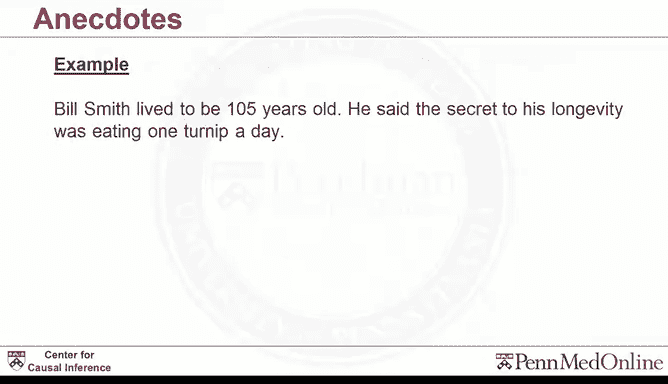 Anecdotes
Example
Bill Smith lived to be 105 years old. He said the secret to his longevity
was eating one turnip a day.
Center for
Causal Inference
PennMedOnline